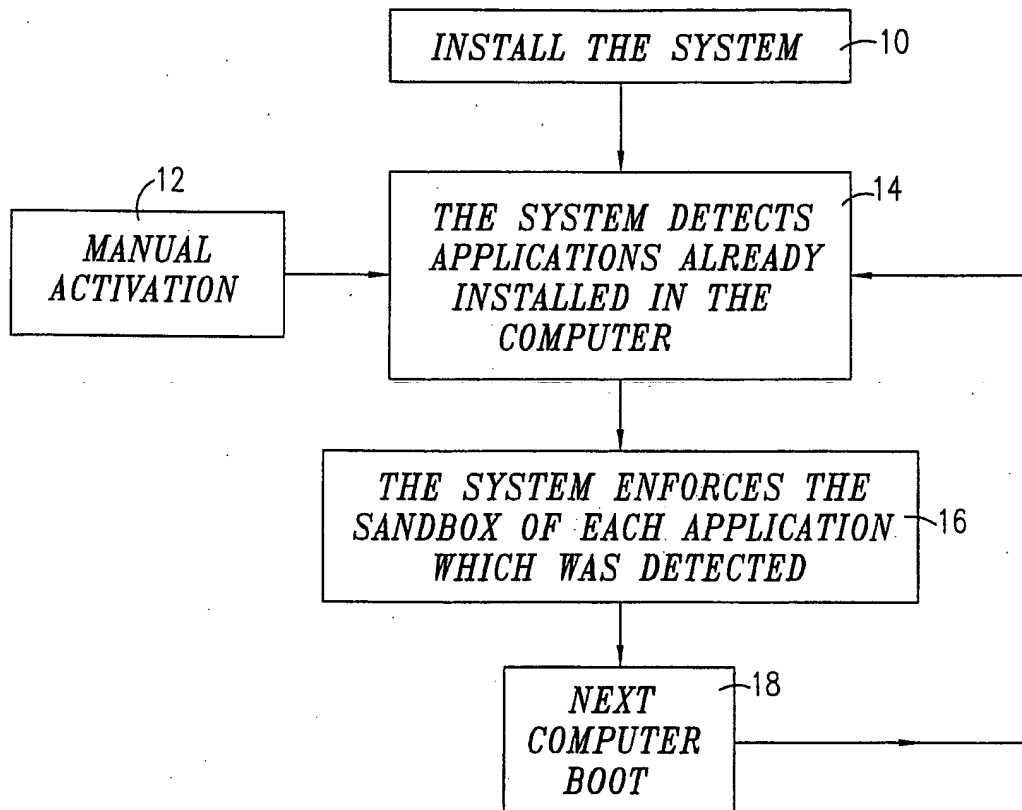 INSTALL THE SYSTEM
10
12
MANUAL
ACTIVATION
14
THE SYSTEM DETECTS
APPLICATIONS ALREADY
INSTALLED IN THE
COMPUTER
THE SYSTEM ENFORCES THE
SANDBOX OF EACH APPLICATION
WHICH WAS DETECTED
16
NEXT
COMPUTER
BOOT
18